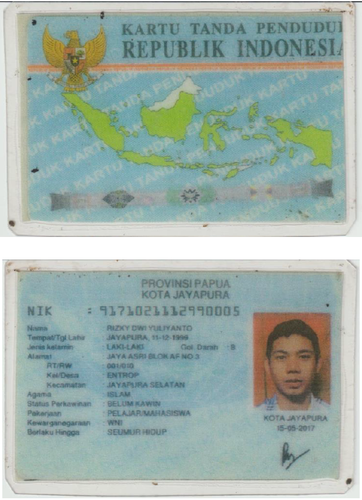 KARTU TANDA PENDUDUK
REPUBLIK INDONESIA
PROVINSI PAPUA
KOTA JAYAPURA
NIK : 9171021112990005
Nama : RIZKY DWI YULIYANTO
Tempat/Tgl Lahir : JAYAPURA, 11-12-1999
Jenis kelamin : LAKI-LAKI Gol. Darah : B
Alamat : JAYA ASRI BLOK AF NO 3
RT/RW :
Kel/Desa : ENTROP
Kecamatan : JAYAPURA SELATAN
Agama : ISLAM
Status Perkawinan : BELUM KAWIN
Pekerjaan : PELAJAR/MAHASISWA
Kewarganegaraan : WNI
Berlaku Hingga : SEUMUR HIDUP
KOTA JAYAPURA
15-05-2017